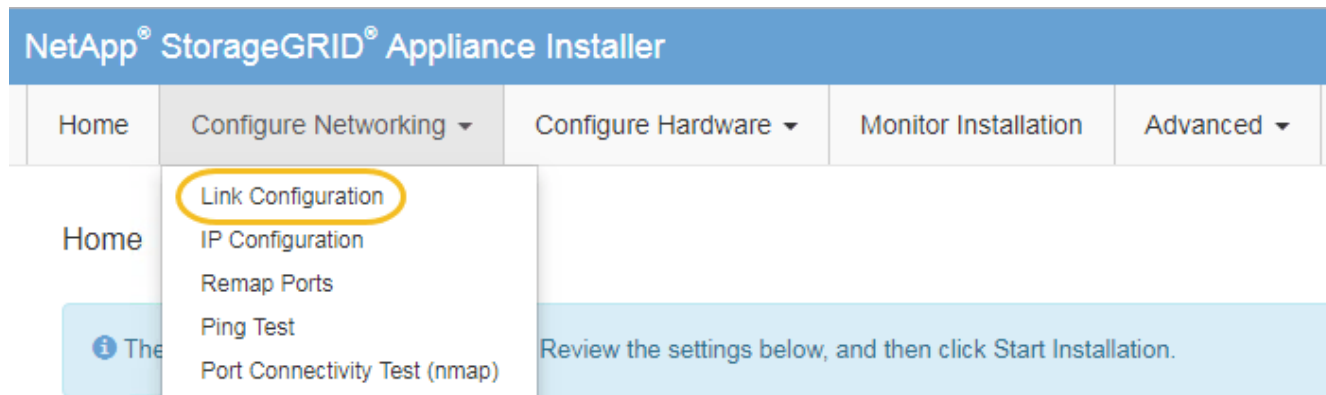 NetApp® StorageGRID® Appliance Installer
Home Configure Networking Configure Hardware Monitor Installation Advanced
Link Configuration
Home IP Configuration
Remap Ports
Ping Test
The Review the settings below, and then click Start Installation.
Port Connectivity Test (nmap)